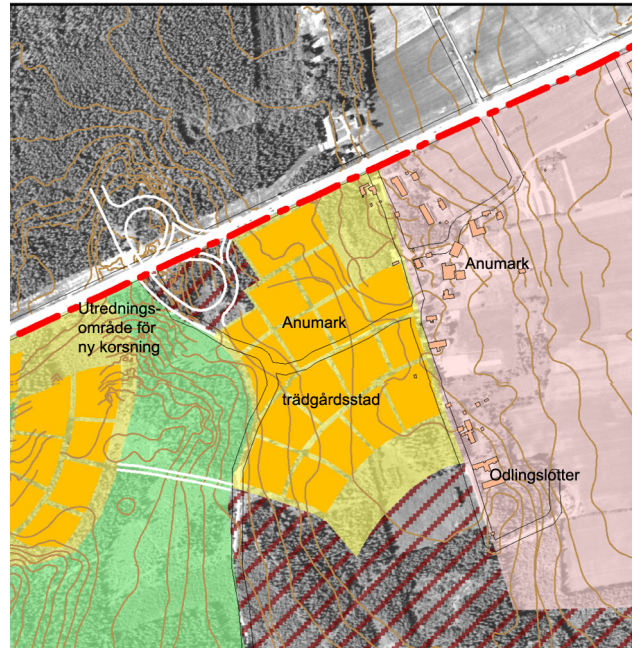 Anumark
Utrednings-
område för
ny korsning
Anumark
trädgårdsstad
Odlingslotter